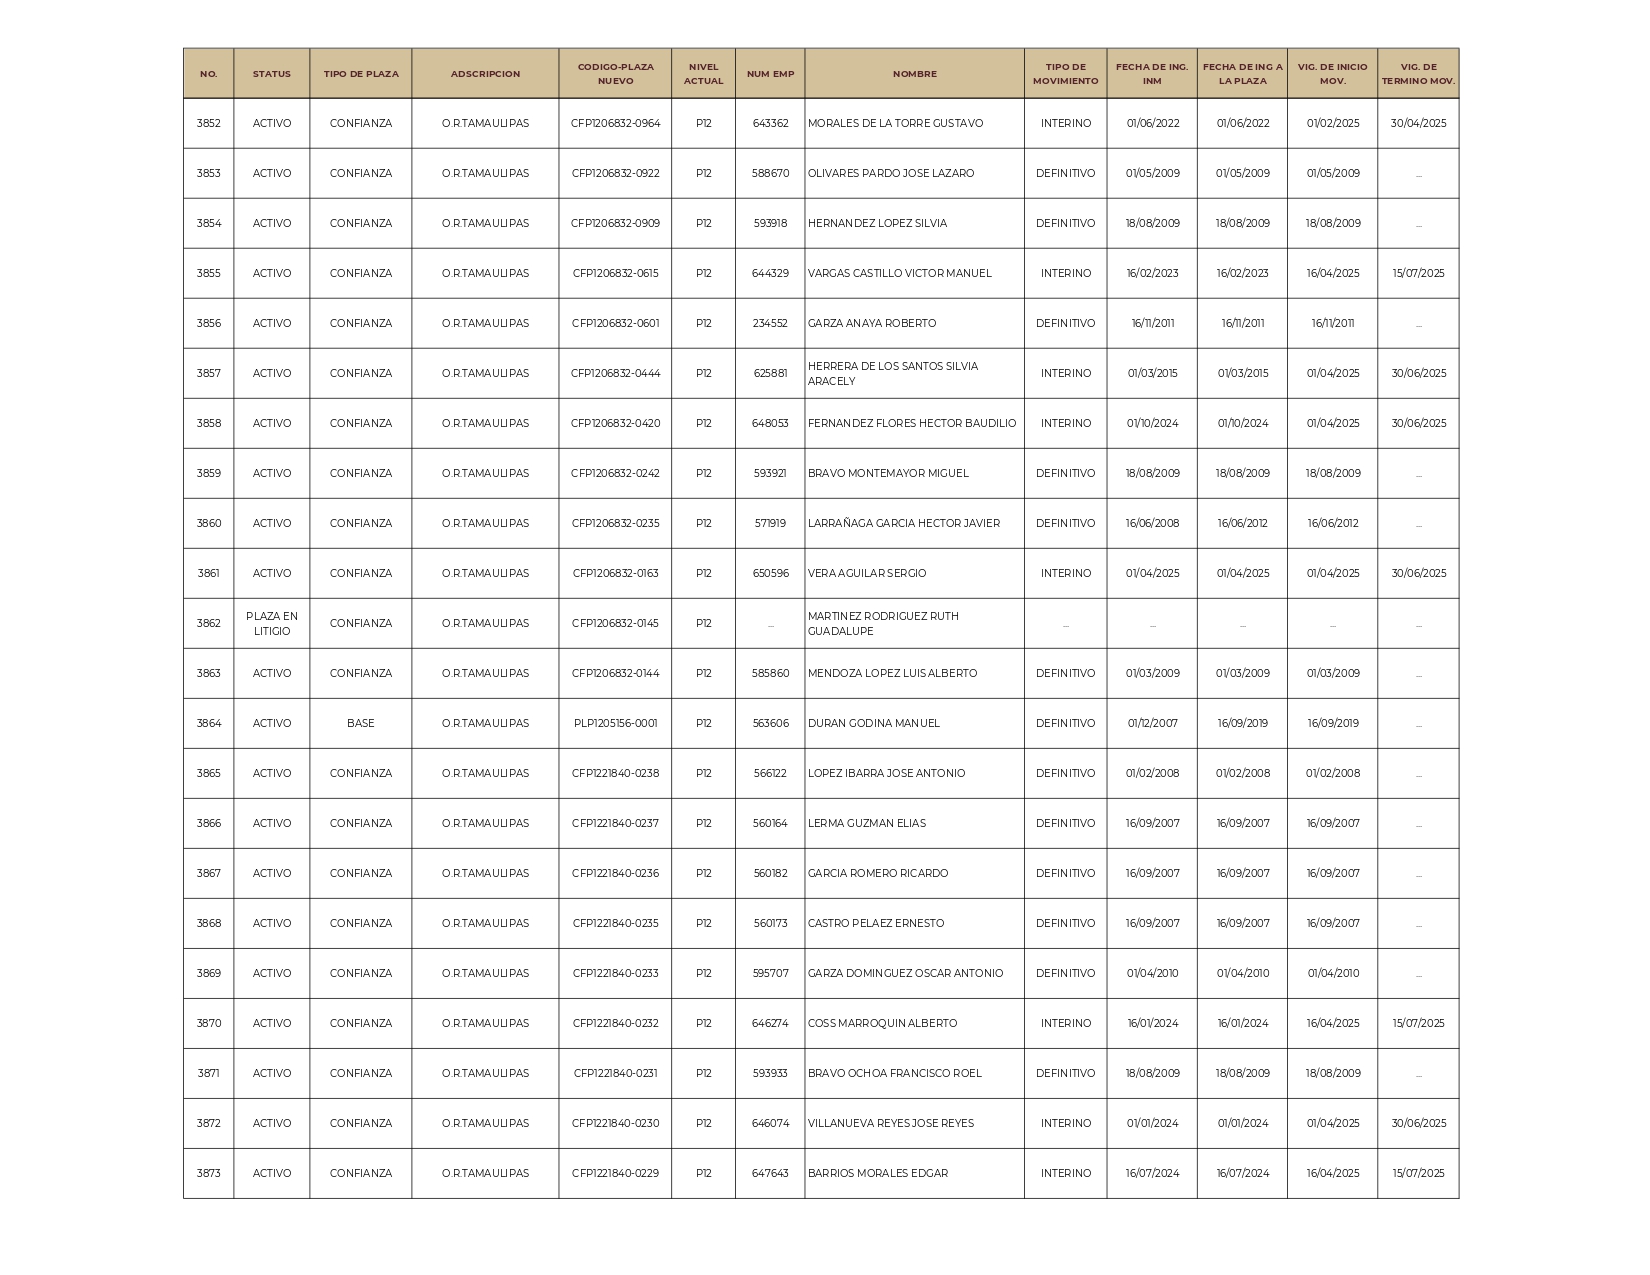 NO. STATUS TIPO DE PLAZA ADSCRIPCION CODIGO-PLAZA NUEVO NIVEL ACTUAL NUM EMP NOMBRE TIPO DE MOVIMIENTO FECHA DE ING. INM FECHA DE ING A LA PLAZA VIG. DE INICIO MOV. VIG. DE TERMINO MOV.
3852 ACTIVO CONFIANZA O.R.TAMAULIPAS CFP1206832-0964 P12 643362 MORALES DE LA TORRE GUSTAVO INTERINO 01/06/2022 01/06/2022 01/02/2025 30/04/2025
3853 ACTIVO CONFIANZA O.R.TAMAULIPAS CFP1206832-0922 P12 588670 OLIVARES PARDO JOSE LAZARO DEFINITIVO 01/05/2009 01/05/2009 01/05/2009 ...
3854 ACTIVO CONFIANZA O.R.TAMAULIPAS CFP1206832-0909 P12 593918 HERNANDEZ LOPEZ SILVIA DEFINITIVO 18/08/2009 18/08/2009 18/08/2009 ...
3855 ACTIVO CONFIANZA O.R.TAMAULIPAS CFP1206832-0615 P12 644329 VARGAS CASTILLO VICTOR MANUEL INTERINO 16/02/2023 16/02/2023 16/04/2025 15/07/2025
3856 ACTIVO CONFIANZA O.R.TAMAULIPAS CFP1206832-0601 P12 234552 GARZA ANAYA ROBERTO DEFINITIVO 16/11/2011 16/11/2011 16/11/2011 ...
3857 ACTIVO CONFIANZA O.R.TAMAULIPAS CFP1206832-0444 P12 625881 HERRERA DE LOS SANTOS SILVIA ARACELY INTERINO 01/03/2015 01/03/2015 01/04/2025 30/06/2025
3858 ACTIVO CONFIANZA O.R.TAMAULIPAS CFP1206832-0420 P12 648053 FERNANDEZ FLORES HECTOR BAUDILIO INTERINO 01/10/2024 01/10/2024 01/04/2025 30/06/2025
3859 ACTIVO CONFIANZA O.R.TAMAULIPAS CFP1206832-0242 P12 593921 BRAVO MONTEMAYOR MIGUEL DEFINITIVO 18/08/2009 18/08/2009 18/08/2009 ...
3860 ACTIVO CONFIANZA O.R.TAMAULIPAS CFP1206832-0235 P12 571919 LARRAÑAGA GARCIA HECTOR JAVIER DEFINITIVO 16/06/2008 16/06/2012 16/06/2012 ...
3861 ACTIVO CONFIANZA O.R.TAMAULIPAS CFP1206832-0163 P12 650596 VERA AGUILAR SERGIO INTERINO 01/04/2025 01/04/2025 01/04/2025 30/06/2025
3862 PLAZA EN LITIGIO CONFIANZA O.R.TAMAULIPAS CFP1206832-0145 P12 ... MARTINEZ RODRIGUEZ RUTH GUADALUPE ... ... ... ... ...
3863 ACTIVO CONFIANZA O.R.TAMAULIPAS CFP1206832-0144 P12 585860 MENDOZA LOPEZ LUIS ALBERTO DEFINITIVO 01/03/2009 01/03/2009 01/03/2009 ...
3864 ACTIVO BASE O.R.TAMAULIPAS PLP1205156-0001 P12 563606 DURAN GODINA MANUEL DEFINITIVO 01/12/2007 16/09/2019 16/09/2019 ...
3865 ACTIVO CONFIANZA O.R.TAMAULIPAS CFP1221840-0238 P12 566122 LOPEZ IBARRA JOSE ANTONIO DEFINITIVO 01/02/2008 01/02/2008 01/02/2008 ...
3866 ACTIVO CONFIANZA O.R.TAMAULIPAS CFP1221840-0237 P12 560164 LERMA GUZMAN ELIAS DEFINITIVO 16/09/2007 16/09/2007 16/09/2007 ...
3867 ACTIVO CONFIANZA O.R.TAMAULIPAS CFP1221840-0236 P12 560182 GARCIA ROMERO RICARDO DEFINITIVO 16/09/2007 16/09/2007 16/09/2007 ...
3868 ACTIVO CONFIANZA O.R.TAMAULIPAS CFP1221840-0235 P12 560173 CASTRO PELAEZ ERNESTO DEFINITIVO 16/09/2007 16/09/2007 16/09/2007 ...
3869 ACTIVO CONFIANZA O.R.TAMAULIPAS CFP1221840-0233 P12 595707 GARZA DOMINGUEZ OSCAR ANTONIO DEFINITIVO 01/04/2010 01/04/2010 01/04/2010 ...
3870 ACTIVO CONFIANZA O.R.TAMAULIPAS CFP1221840-0232 P12 646274 COSS MARROQUIN ALBERTO INTERINO 16/01/2024 16/01/2024 16/04/2025 15/07/2025
3871 ACTIVO CONFIANZA O.R.TAMAULIPAS CFP1221840-0231 P12 593933 BRAVO OCHOA FRANCISCO ROEL DEFINITIVO 18/08/2009 18/08/2009 18/08/2009 ...
3872 ACTIVO CONFIANZA O.R.TAMAULIPAS CFP1221840-0230 P12 646074 VILLANUEVA REYES JOSE REYES INTERINO 01/01/2024 01/01/2024 01/04/2025 30/06/2025
3873 ACTIVO CONFIANZA O.R.TAMAULIPAS CFP1221840-0229 P12 647643 BARRIOS MORALES EDGAR INTERINO 16/07/2024 16/07/2024 16/04/2025 15/07/2025